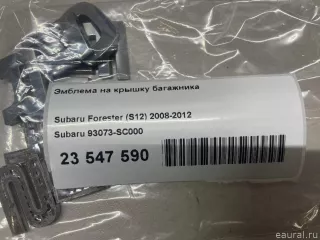 Эмблема на крышку багажника
Subaru Forester (S12) 2008-2012
Subaru 93073-SC000
23 547 590
eaural.ru